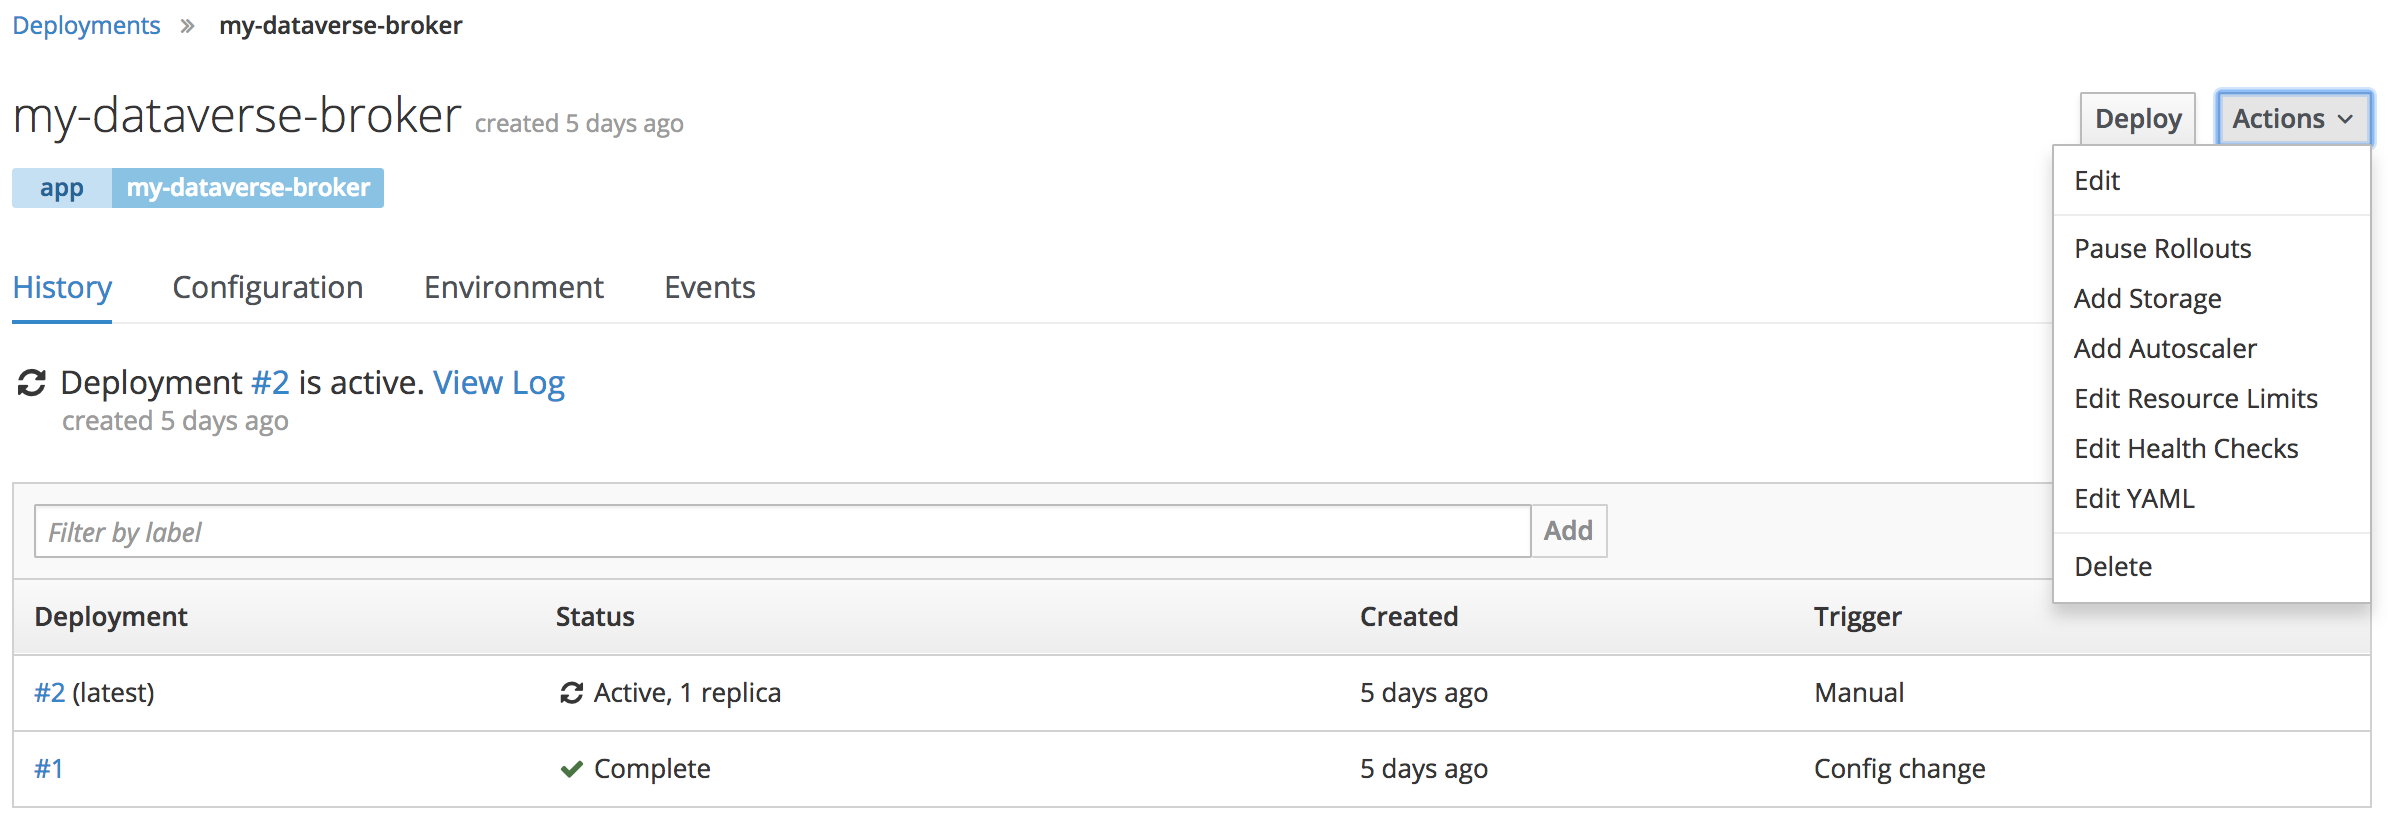 Deployments » my-dataverse-broker
my-dataverse-broker created 5 days ago
Deploy
Actions
app my-dataverse-broker
Edit
Pause Rollouts
Add Storage
Add Autoscaler
Edit Resource Limits
Edit Health Checks
Edit YAML
Delete
History Configuration Environment Events
Deployment #2 is active. View Log
created 5 days ago
Filter by label Add
Deployment Status Created Trigger
#2 (latest) Active, 1 replica 5 days ago Manual
#1 Complete 5 days ago Config change